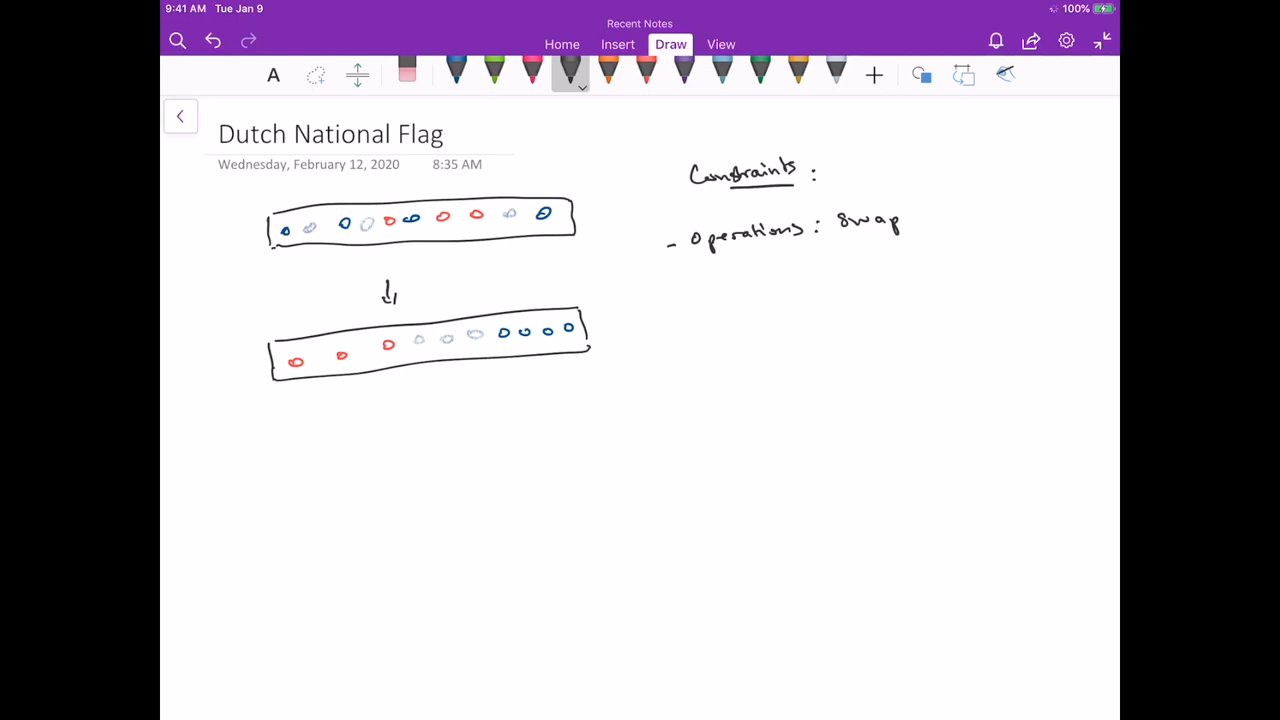 9:41 AM Tue Jan 9
100%
Recent Notes
Home Insert Draw View
A
Dutch National Flag
Wednesday, February 12, 2020 8:35 AM
Constraints :
- Operations : Swap